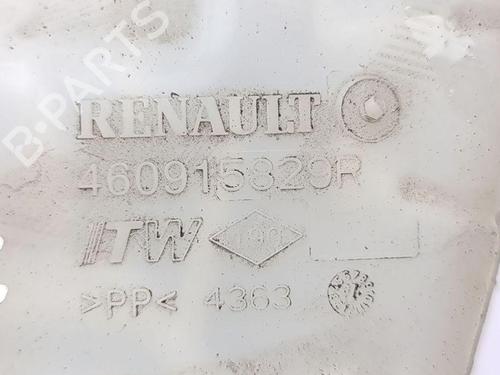 B-PARTS
RENAULT
460915829R
ITW
>PP< 4363